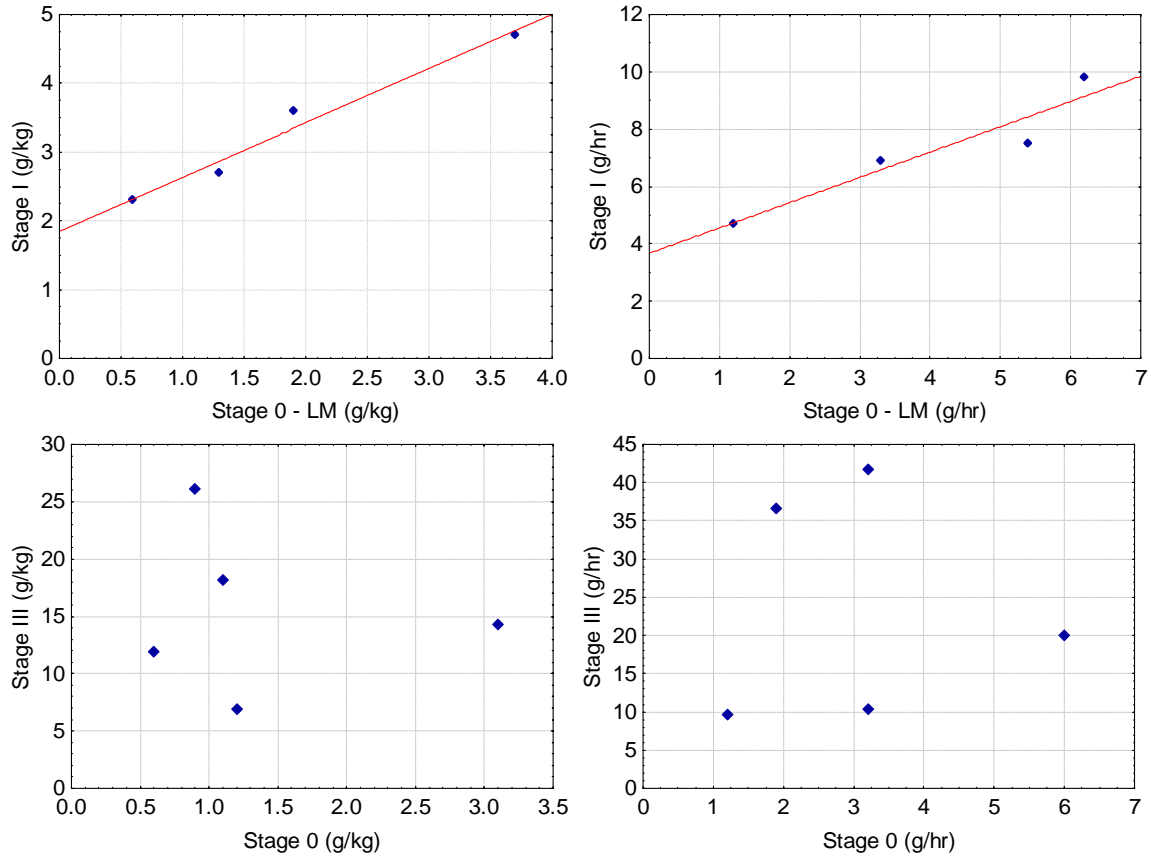 5
4
3
2
1
0
Stage I (g/kg)
0.0 0.5 1.0 1.5 2.0 2.5 3.0 3.5 4.0
Stage 0 - LM (g/kg)
12
10
8
6
4
2
0
Stage I (g/hr)
0 1 2 3 4 5 6 7
Stage 0 - LM (g/hr)
30
25
20
15
10
5
0
Stage III (g/kg)
0.0 0.5 1.0 1.5 2.0 2.5 3.0 3.5
Stage 0 (g/kg)
45
40
35
30
25
20
15
10
5
0
Stage III (g/hr)
0 1 2 3 4 5 6 7
Stage 0 (g/hr)